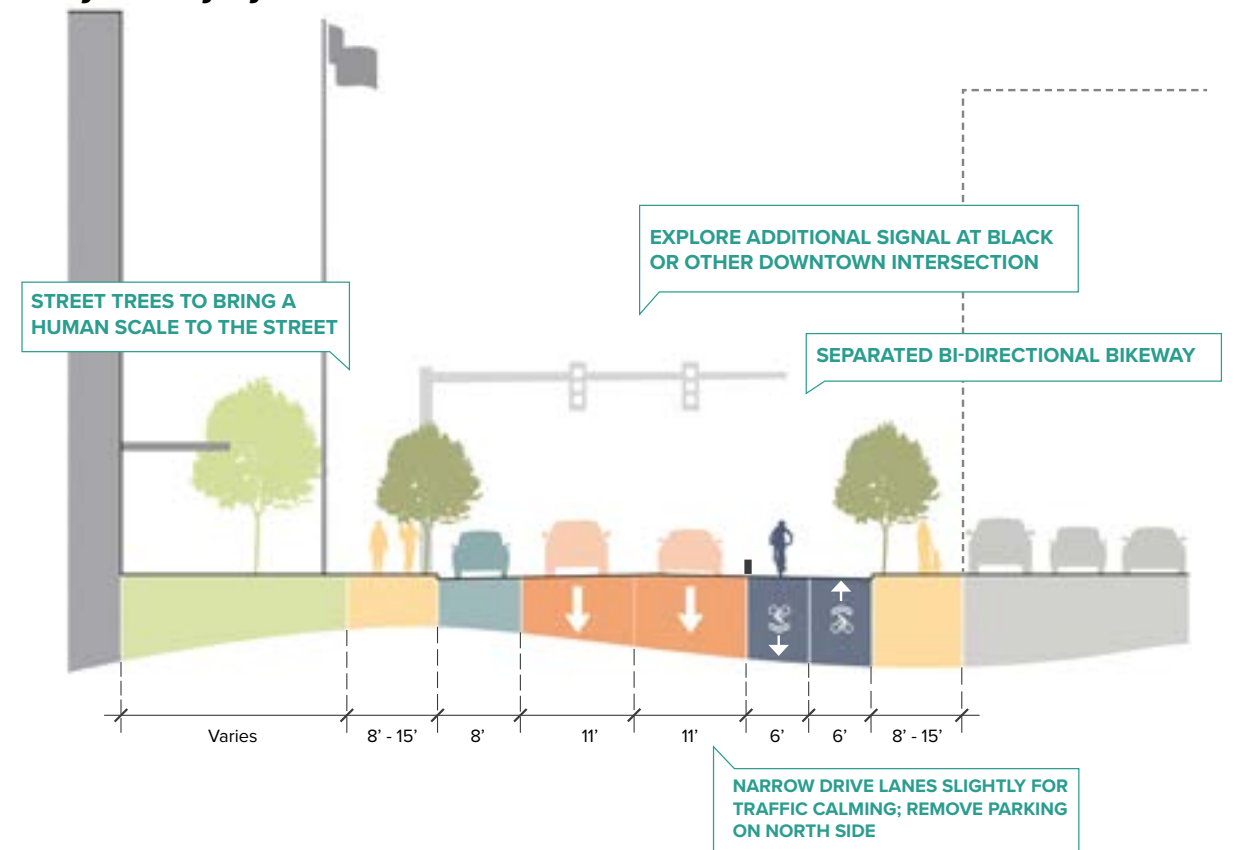 EXPLORE ADDITIONAL SIGNAL AT BLACK
OR OTHER DOWNTOWN INTERSECTION
STREET TREES TO BRING A
HUMAN SCALE TO THE STREET
SEPARATED BI-DIRECTIONAL BIKEWAY
Varies
8’ - 15’
8’
11’
11’
6’
6’
8’ - 15’
NARROW DRIVE LANES SLIGHTLY FOR
TRAFFIC CALMING; REMOVE PARKING
ON NORTH SIDE